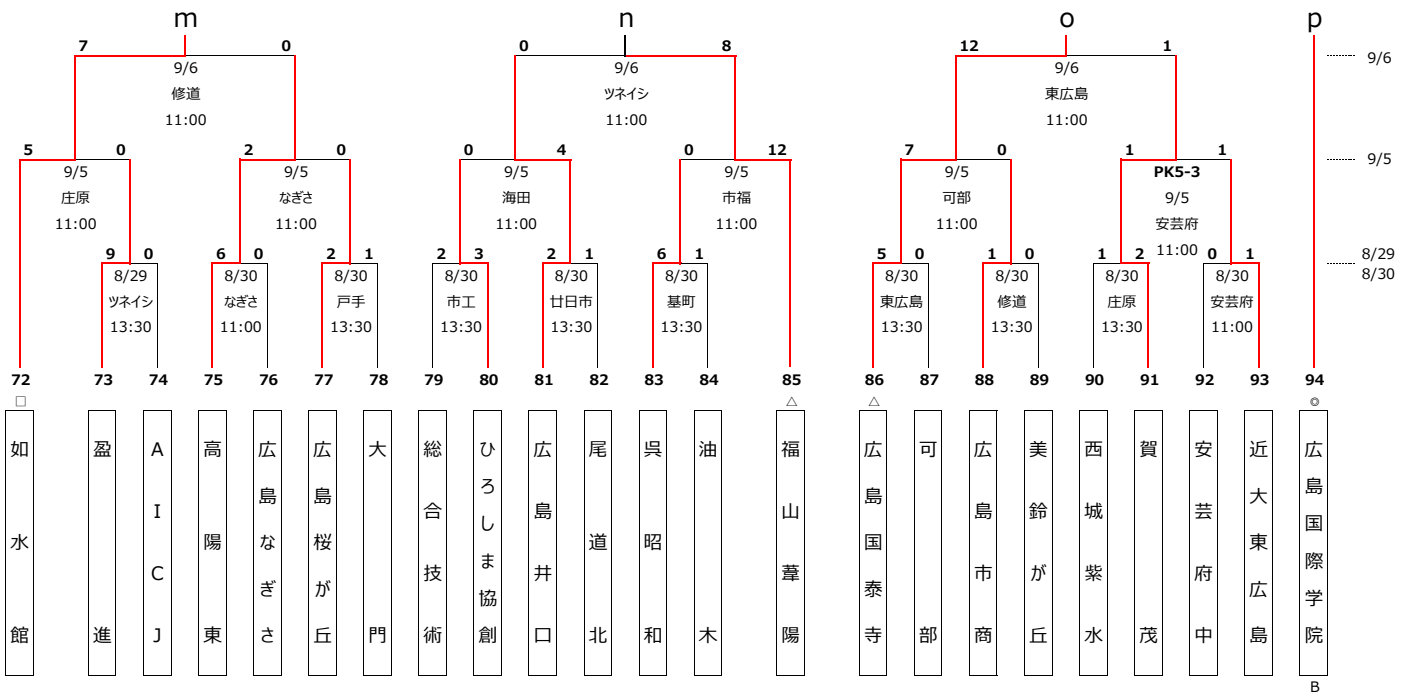 m n o p
7 0 0 8 12 1
9/6 9/6 9/6 9/6
修道 ツネイシ 東広島
11:00 11:00 11:00
5 0 2 0 0 4 0 12 7 0 1 1
9/5 9/5 9/5 9/5 9/5 PK5-3 9/5
庄原 なぎさ 海田 市福 可部 9/5
11:00 11:00 11:00 11:00 11:00 安芸府
11:00
9 0 6 0 2 1 2 3 2 1 6 1 5 0 1 0 1 2 0 1 8/29
8/29 8/30 8/30 8/30 8/30 8/30 8/30 8/30 8/30 8/30 8/30
ツネイシ なぎさ 戸手 市工 廿日市 基町 東広島 修道 庄原 安芸府
13:30 11:00 13:30 13:30 13:30 13:30 13:30 13:30 13:30 11:00
72 73 74 75 76 77 78 79 80 81 82 83 84 85 86 87 88 89 90 91 92 93 94
□ △ △ ◎
如水館
盈進
AICJ
高陽東
広島なぎさ
広島桜が丘
大門
総合技術
ひろしま協創
広島井口
尾道北
呉昭和
油木
福山葦陽
広島国泰寺
可部
広島市商
美鈴が丘
西城紫水
賀茂
安芸府中
近大東広島
広島国際学院
B